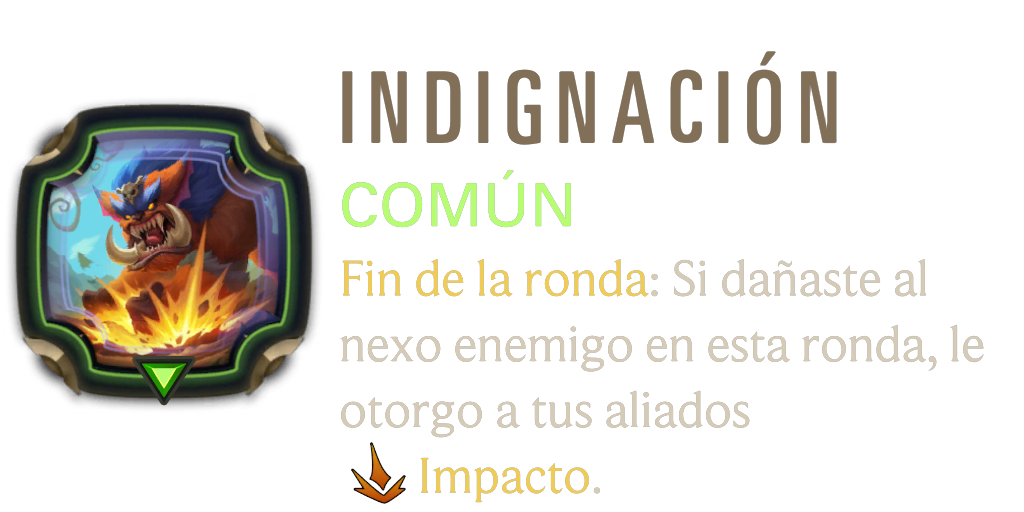 INDIGNACIÓN
COMÚN
Fin de la ronda: Si dañaste al
nexo enemigo en esta ronda, le
otorgo a tus aliados
Impacto.